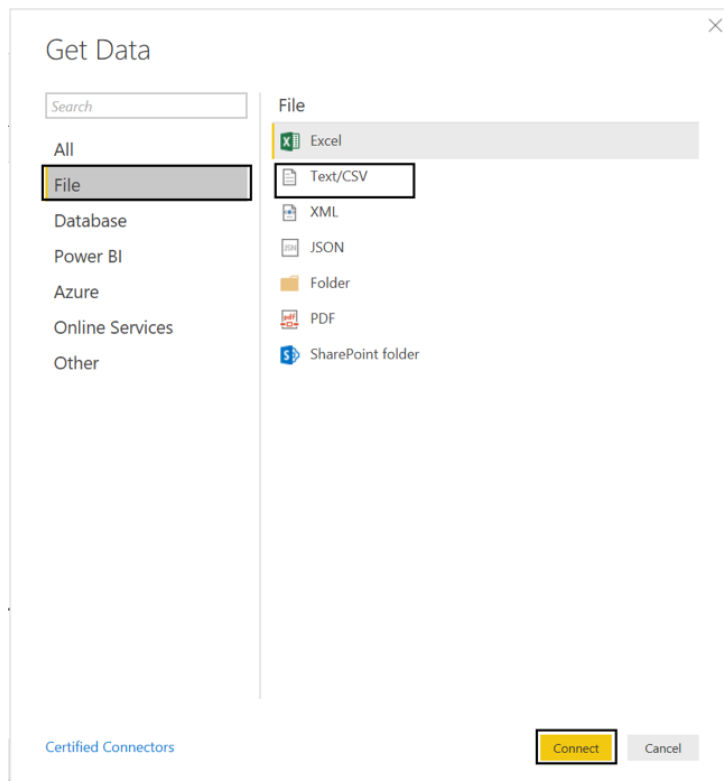 Get Data
Search
All
File
Database
Power BI
Azure
Online Services
Other
File
Excel
Text/CSV
XML
JSON
Folder
PDF
SharePoint folder
Certified Connectors
Connect
Cancel